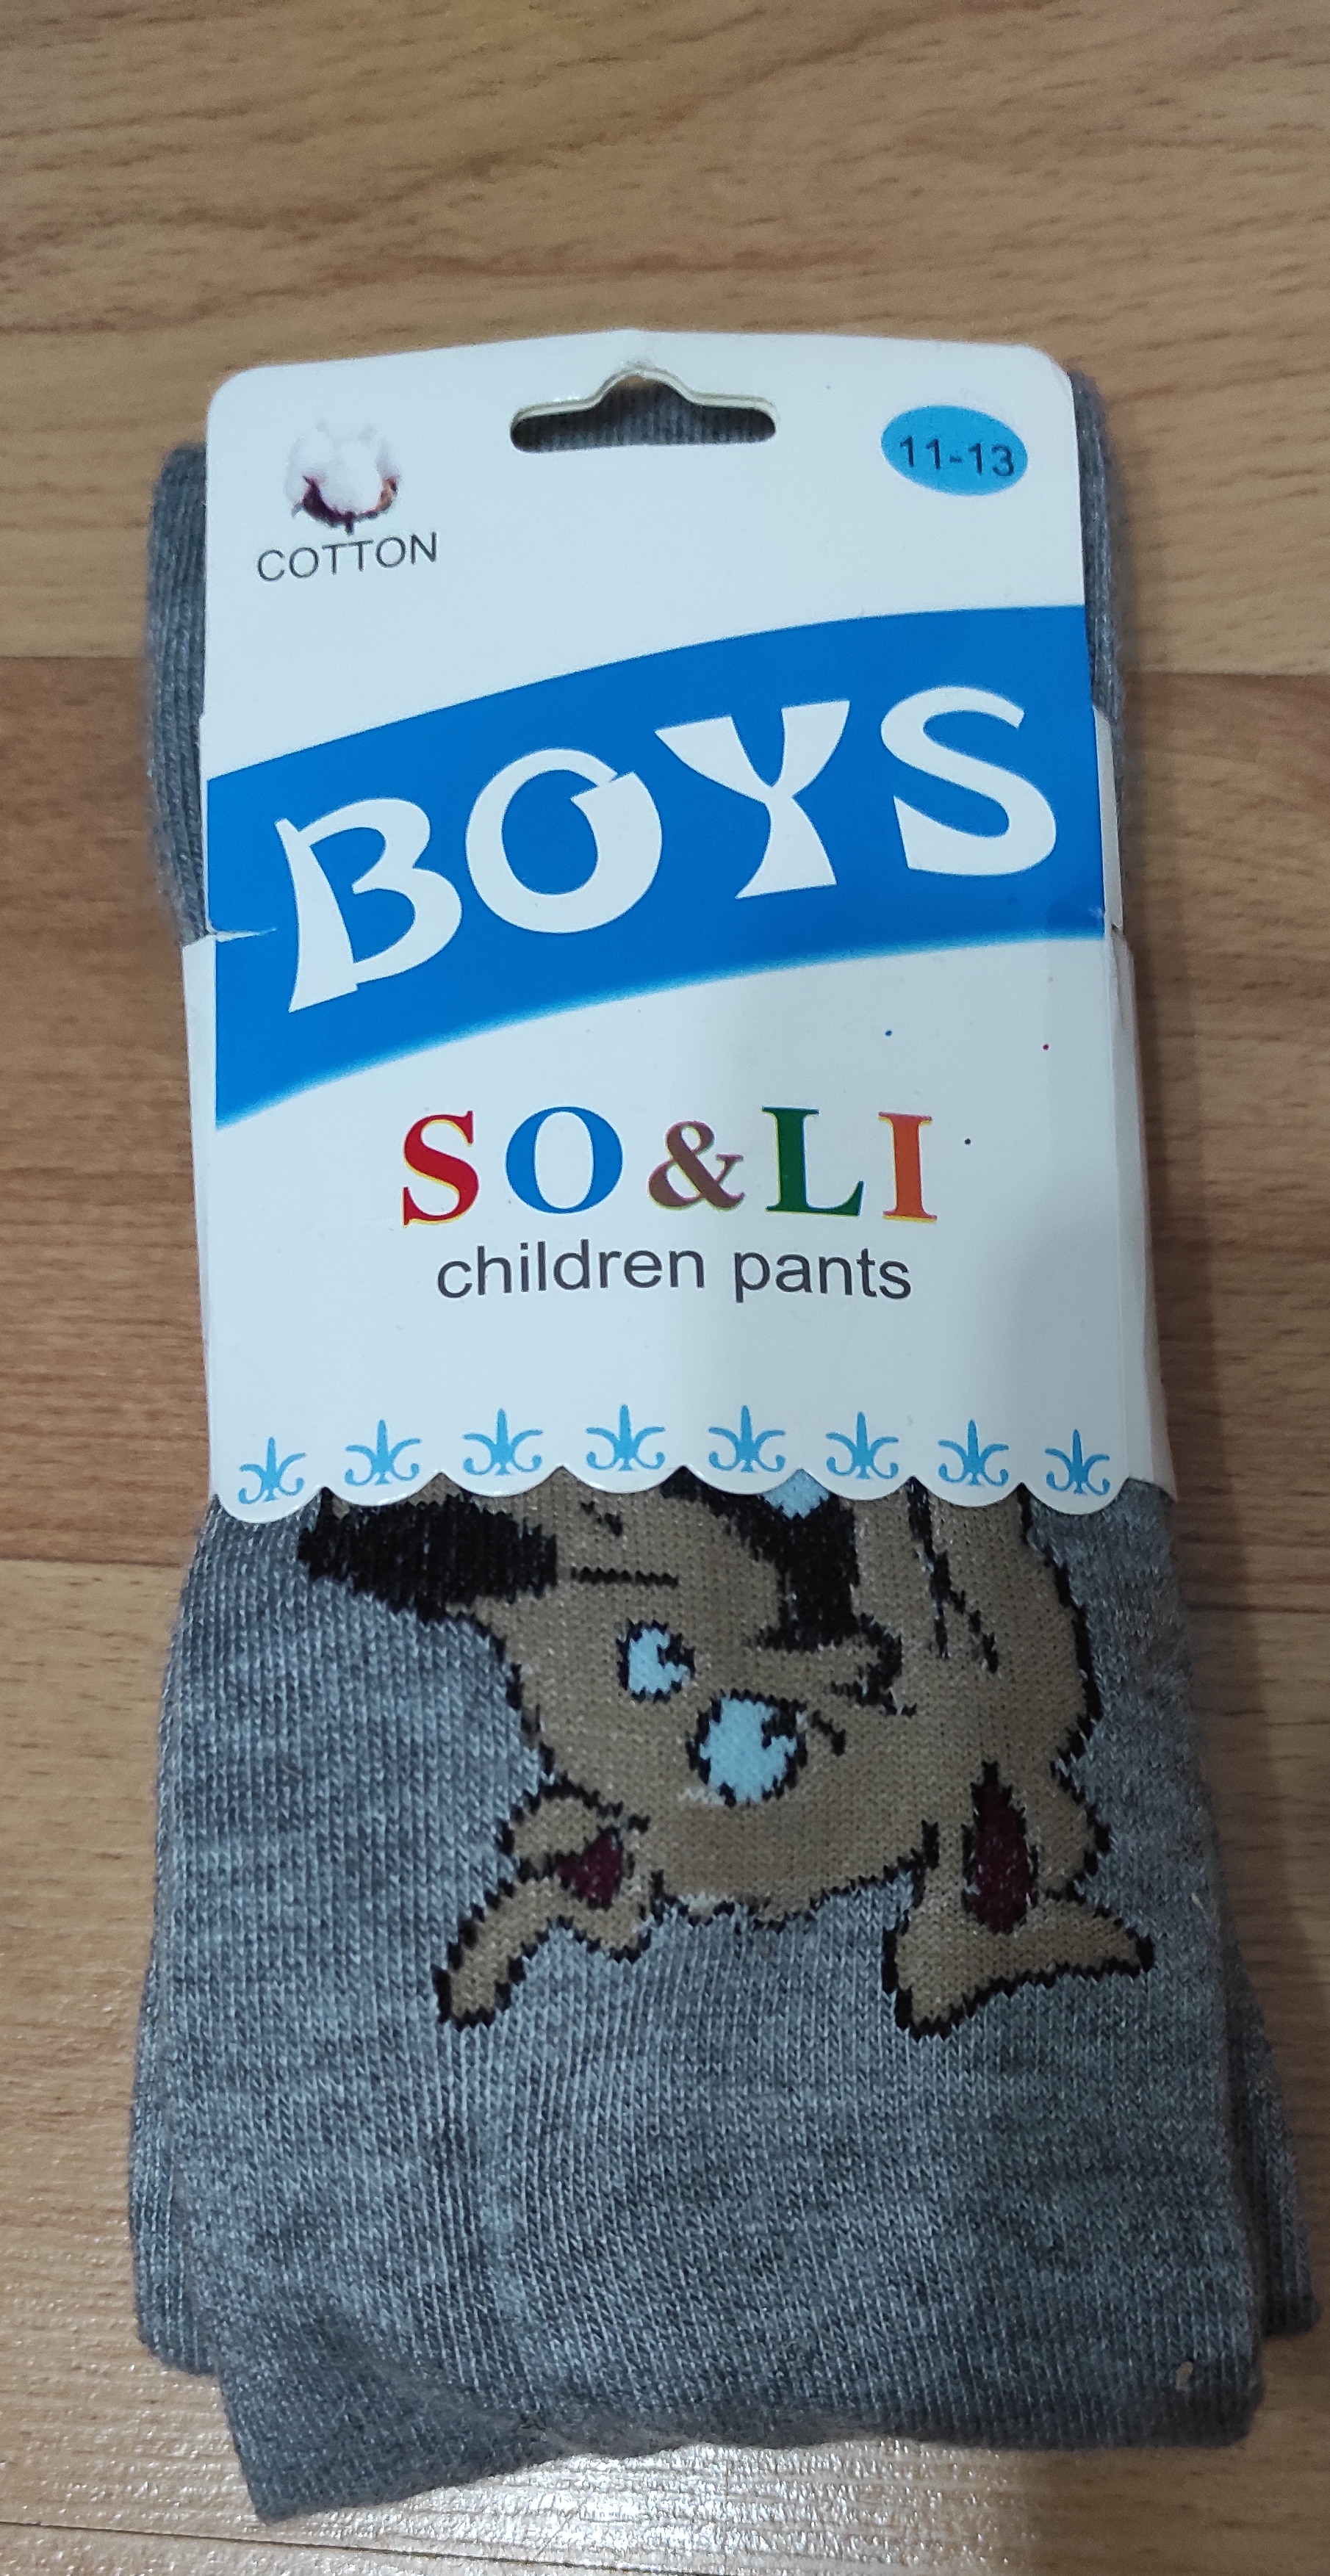 11-13
COTTON
BOYS
SO&LI
children pants